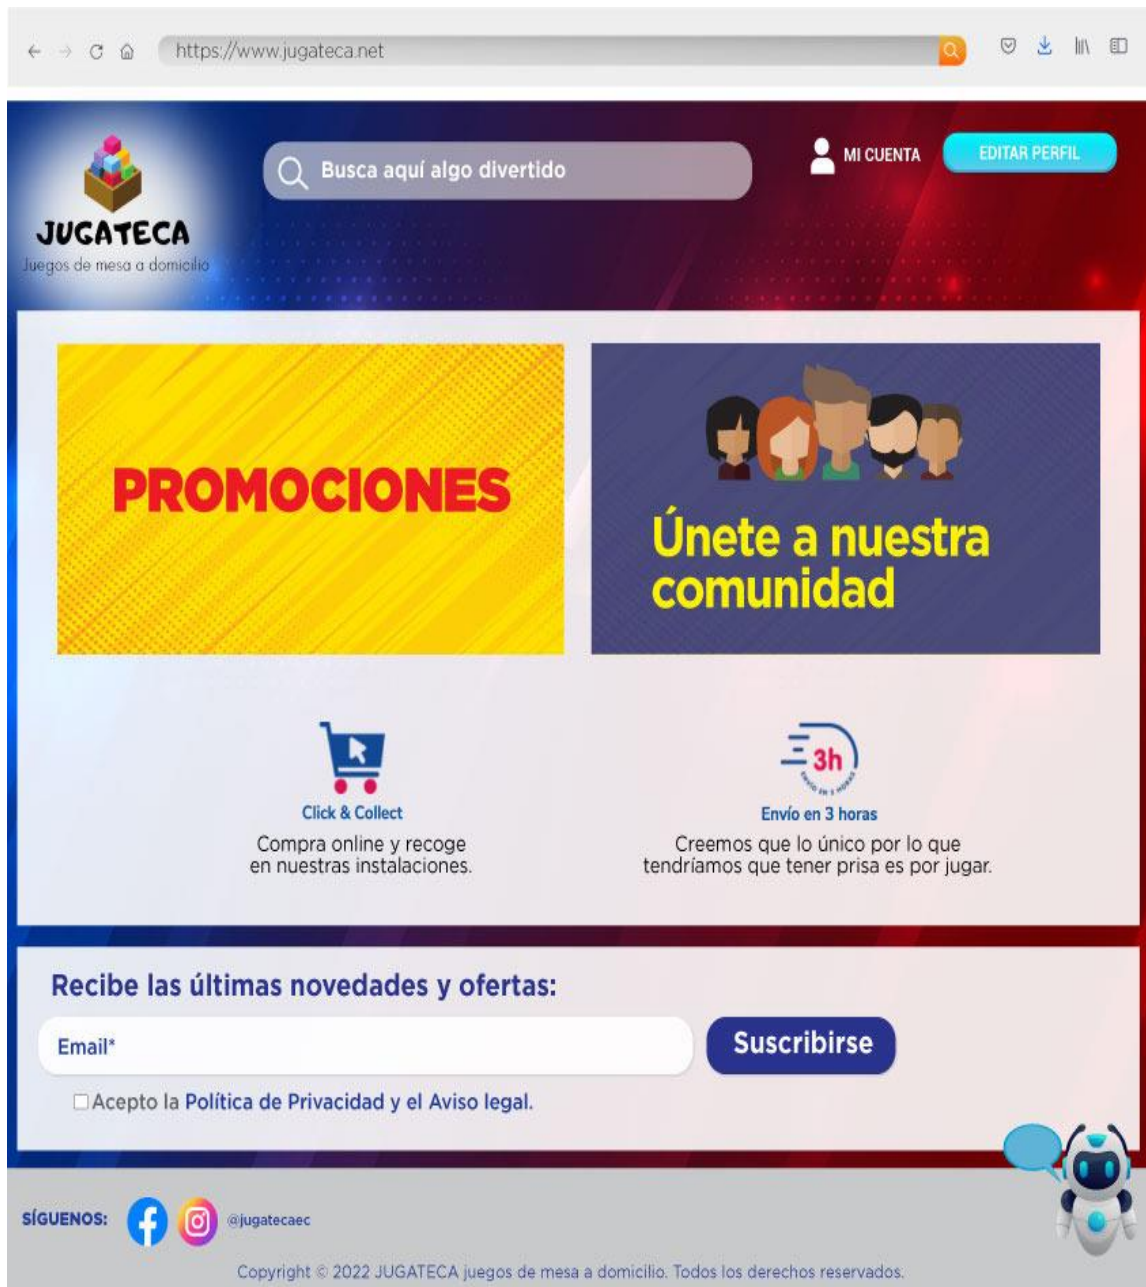 https://www.jugateca.net
JUGATECA
Juegos de mesa a domicilio
Busca aquí algo divertido
MI CUENTA
EDITAR PERFIL
PROMOCIONES
Únete a nuestra
comunidad
Click & Collect
Compra online y recoge
en nuestras instalaciones.
3h
ENVÍO EN 3 HORAS
Envío en 3 horas
Creemos que lo único por lo que
tendríamos que tener prisa es por jugar.
Recibe las últimas novedades y ofertas:
Email*
Suscribirse
Acepto la Política de Privacidad y el Aviso legal.
SÍGUENOS:
@jugatecaec
Copyright © 2022 JUGATECA juegos de mesa a domicilio. Todos los derechos reservados.